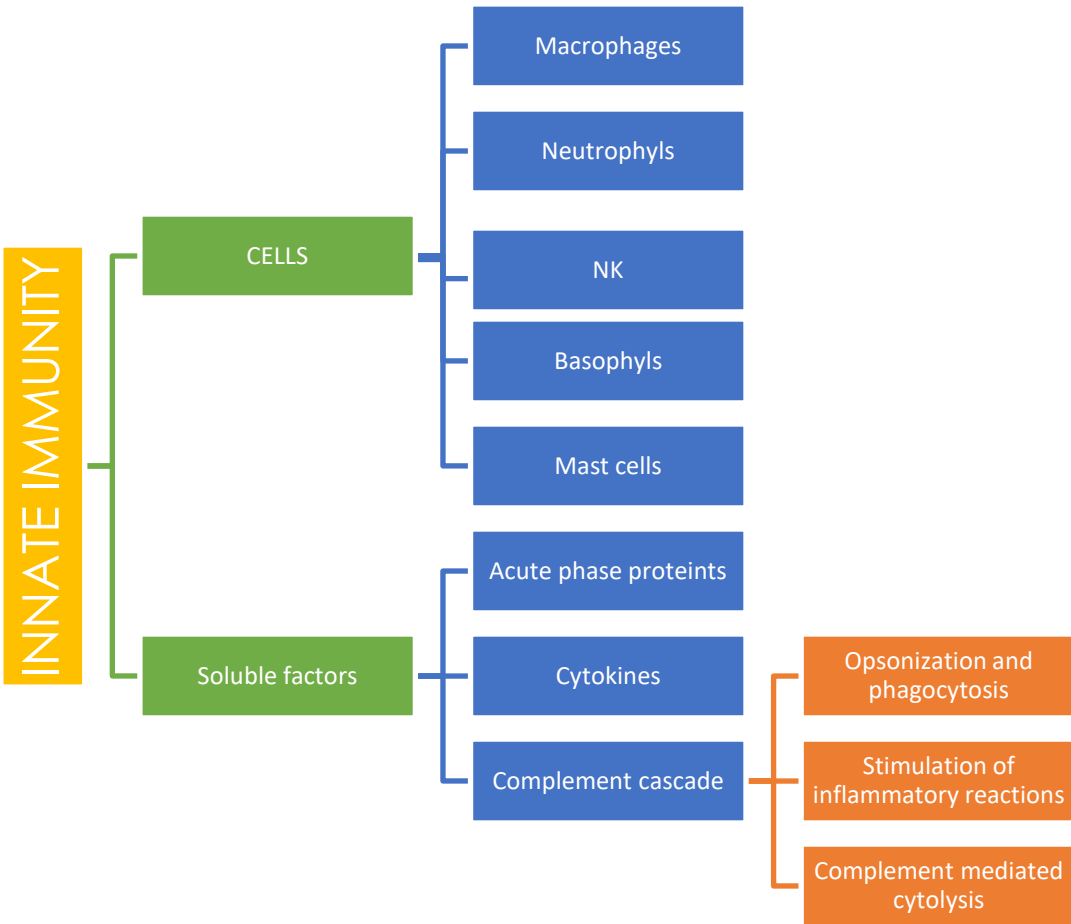 INNATE IMMUNITY
CELLS
Macrophages
Neutrophyls
NK
Basophyls
Mast cells
Soluble factors
Acute phase proteints
Cytokines
Complement cascade
Opsonization and
phagocytosis
Stimulation of
inflammatory reactions
Complement mediated
cytolysis